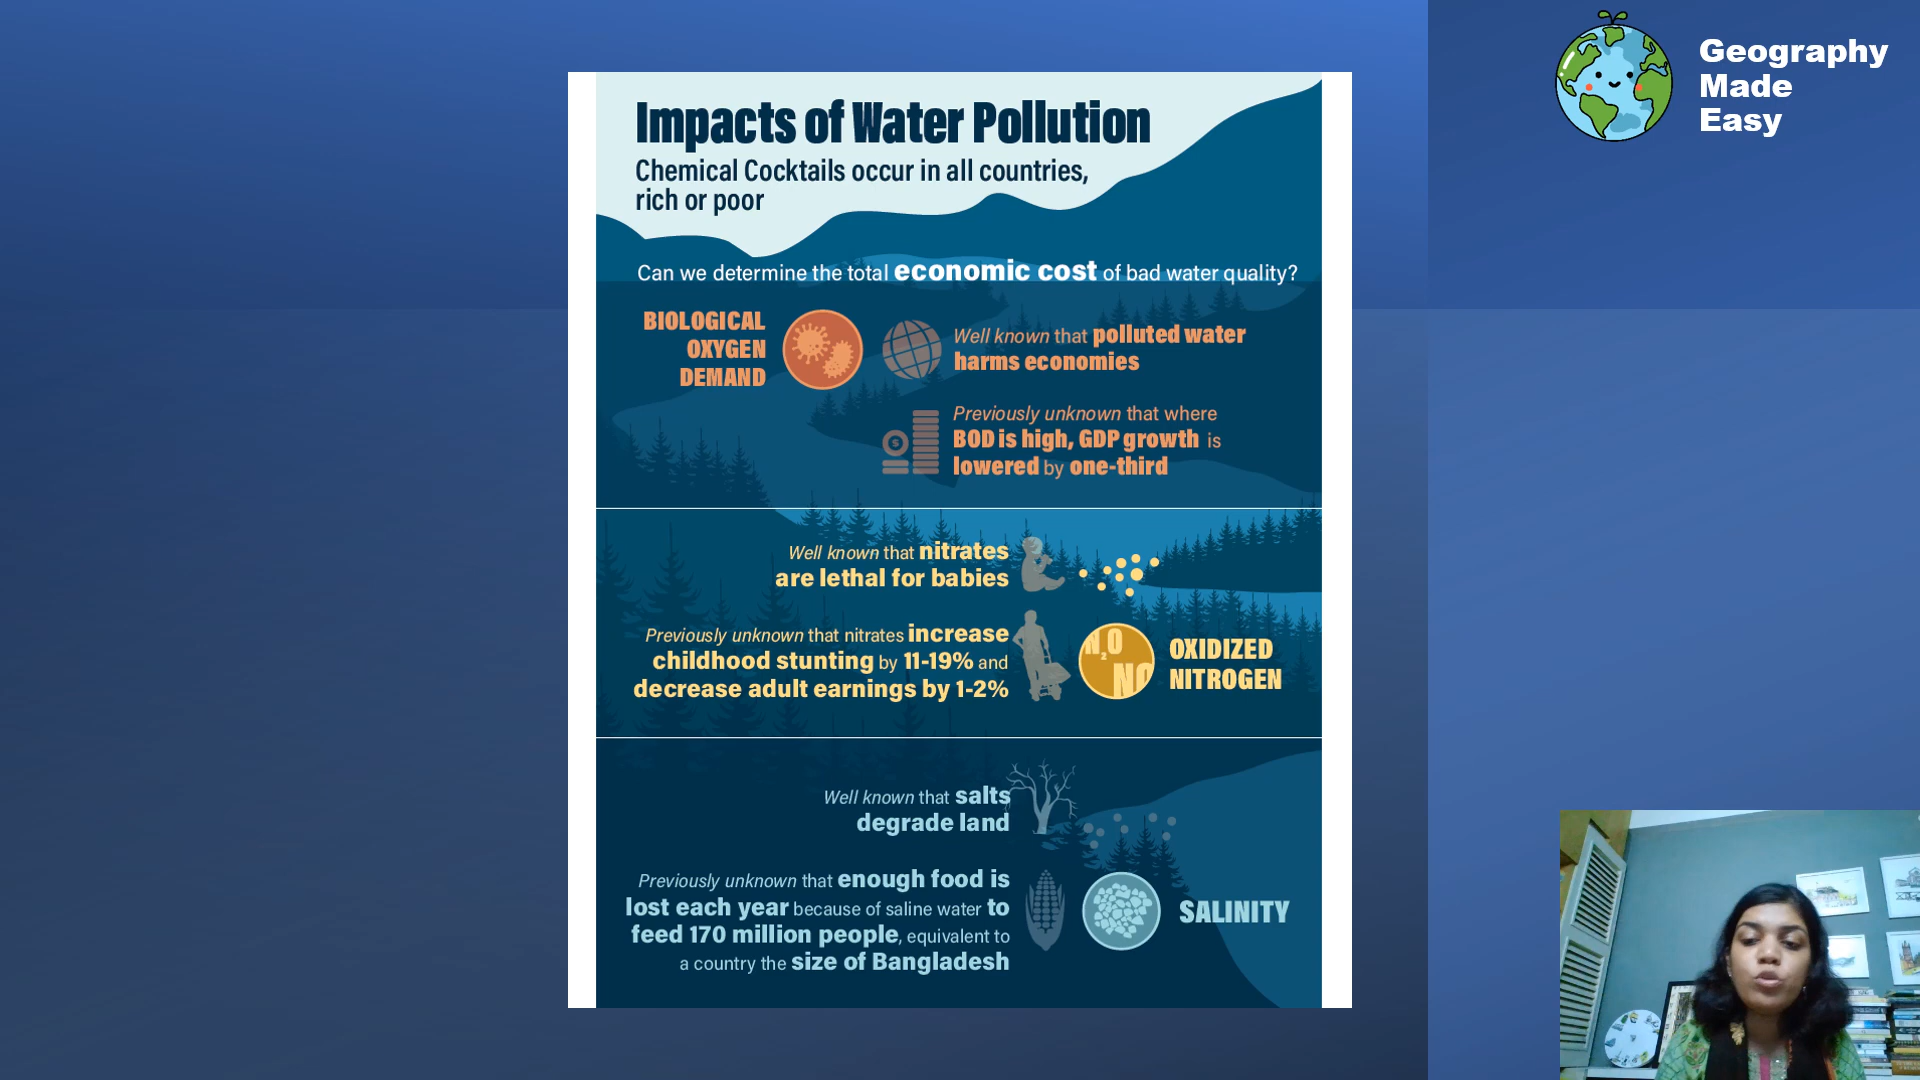 Geography
Made
Easy
Impacts of Water Pollution
Chemical Cocktails occur in all countries,
rich or poor
Can we determine the total economic cost of bad water quality?
BIOLOGICAL
OXYGEN
DEMAND
Well known that polluted water
harms economies
Previously unknown that where
BOD is high, GDP growth is
lowered by one-third
Well known that nitrates
are lethal for babies
Previously unknown that nitrates increase
childhood stunting by 11-19% and
decrease adult earnings by 1-2%
N2O
NO
OXIDIZED
NITROGEN
Well known that salts
degrade land
Previously unknown that enough food is
lost each year because of saline water to
feed 170 million people, equivalent to
a country the size of Bangladesh
SALINITY